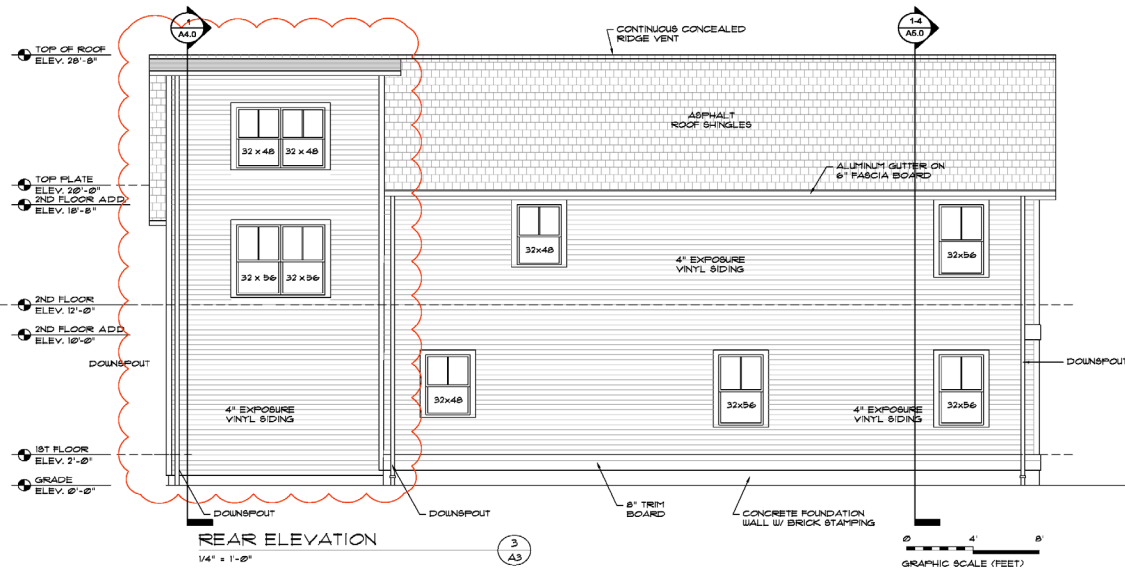 1
A4.0
1-4
A5.0
CONTINUOUS CONCEALED
RIDGE VENT
TOP OF ROOF
ELEV. 28'-8"
ASPHALT
ROOF SHINGLES
32 x 48 32 x 48
ALUMINUM GUTTER ON
6" FASCIA BOARD
TOP PLATE
ELEV. 20'-0"
2ND FLOOR ADD.
ELEV. 18'-8"
32x48
32x56
4" EXPOSURE
VINYL SIDING
32 x 56 32 x 56
2ND FLOOR
ELEV. 12'-0"
2ND FLOOR ADD.
ELEV. 10'-0"
DOWNSPOUT
DOWNSPOUT
32x48
32x56
32x56
4" EXPOSURE
VINYL SIDING
4" EXPOSURE
VINYL SIDING
1ST FLOOR
ELEV. 2'-0"
GRADE
ELEV. 0'-0"
DOWNSPOUT
DOWNSPOUT
8" TRIM
BOARD
CONCRETE FOUNDATION
WALL W/ BRICK STAMPING
REAR ELEVATION
1/4" = 1'-0"
3
A3
0 4' 8'
GRAPHIC SCALE (FEET)